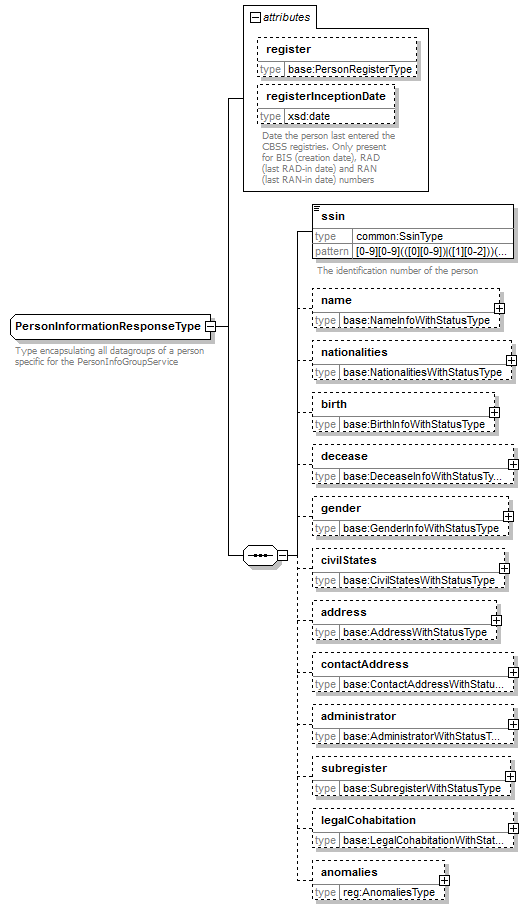 attributes
register
type base:PersonRegisterType
registerInceptionDate
type xsd:date
Date the person last entered the
CBSS registries. Only present
for BIS (creation date), RAD
(last RAD-in date) and RAN
(last RAN-in date) numbers
PersonInformationResponseType
Type encapsulating all datagroups of a person
specific for the PersonInfoGroupService
ssin
type common:SsinType
pattern [0-9][0-9](([0][0-9])|([1][0-2]))(...
The identification number of the person
name
type base:NameInfoWithStatusType
nationalities
type base:NationalitiesWithStatusType
birth
type base:BirthInfoWithStatusType
decease
type base:DeceaseInfoWithStatusTy...
gender
type base:GenderInfoWithStatusType
civilStates
type base:CivilStatesWithStatusType
address
type base:AddressWithStatusType
contactAddress
type base:ContactAddressWithStatu...
administrator
type base:AdministratorWithStatusT...
subregister
type base:SubregisterWithStatusType
legalCohabitation
type base:LegalCohabitationWithStat...
anomalies
type reg:AnomaliesType